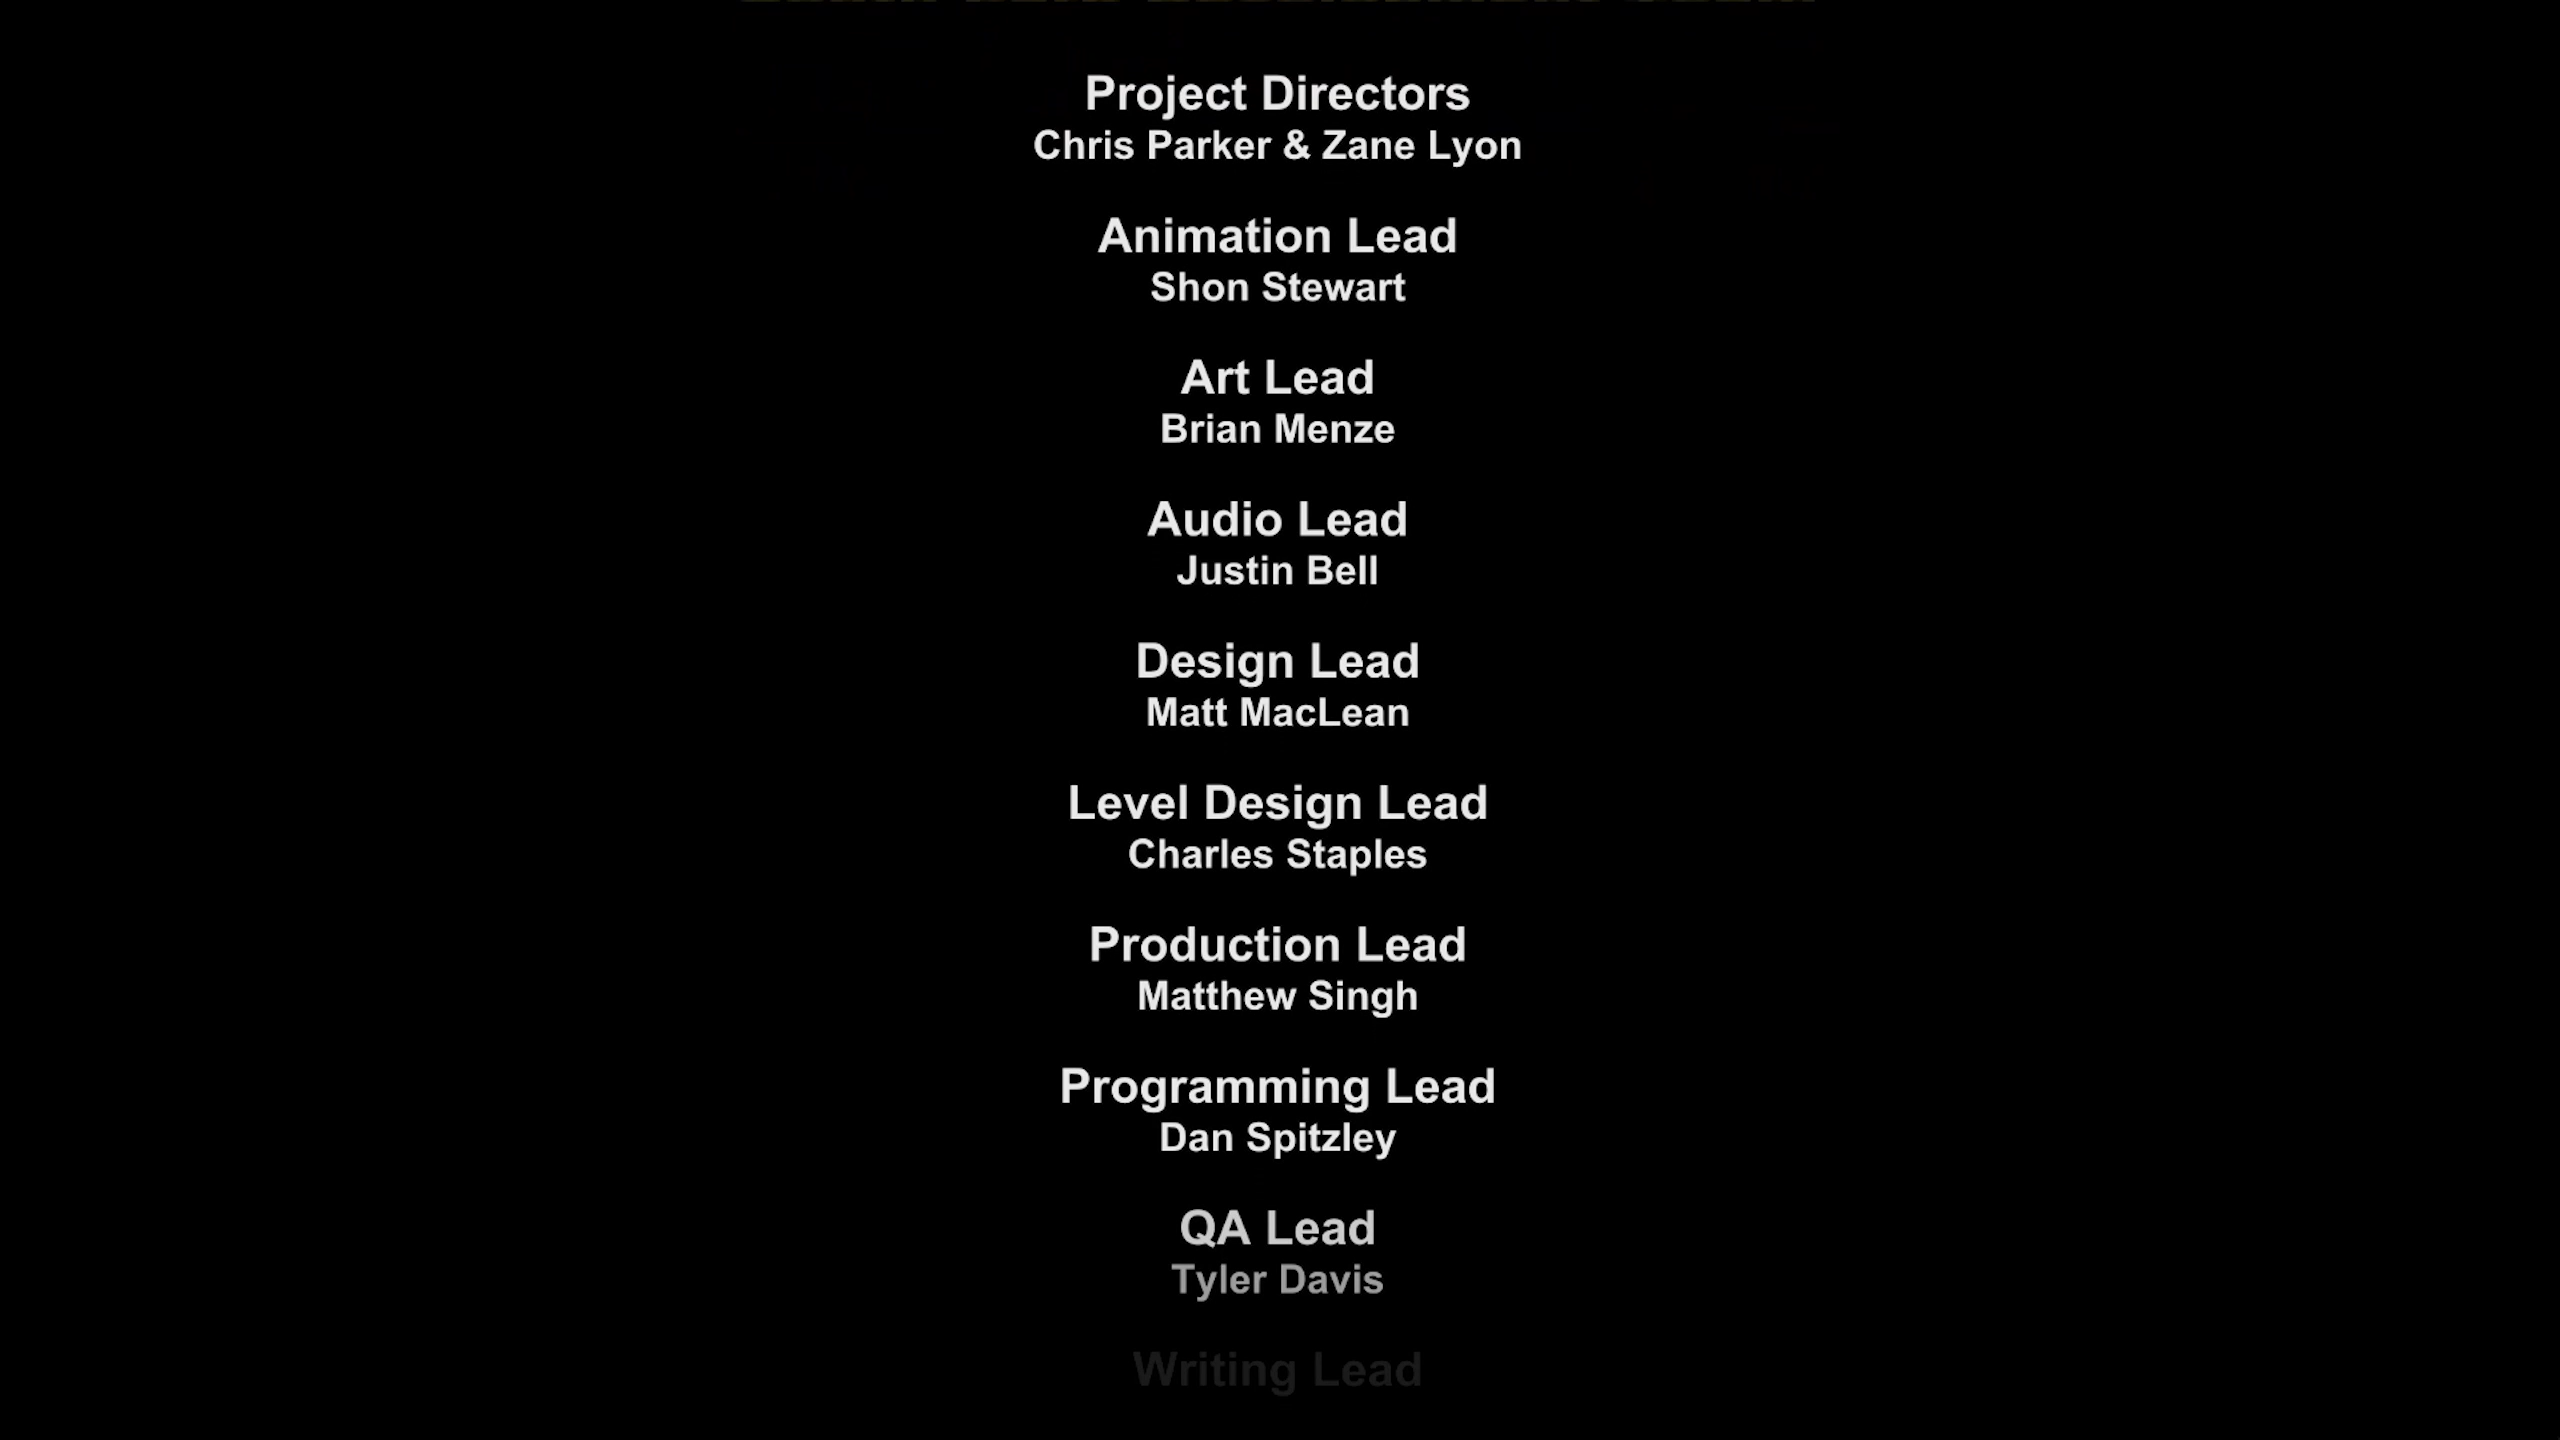 Project Directors
Chris Parker & Zane Lyon
Animation Lead
Shon Stewart
Art Lead
Brian Menze
Audio Lead
Justin Bell
Design Lead
Matt MacLean
Level Design Lead
Charles Staples
Production Lead
Matthew Singh
Programming Lead
Dan Spitzley
QA Lead
Tyler Davis
Writing Lead